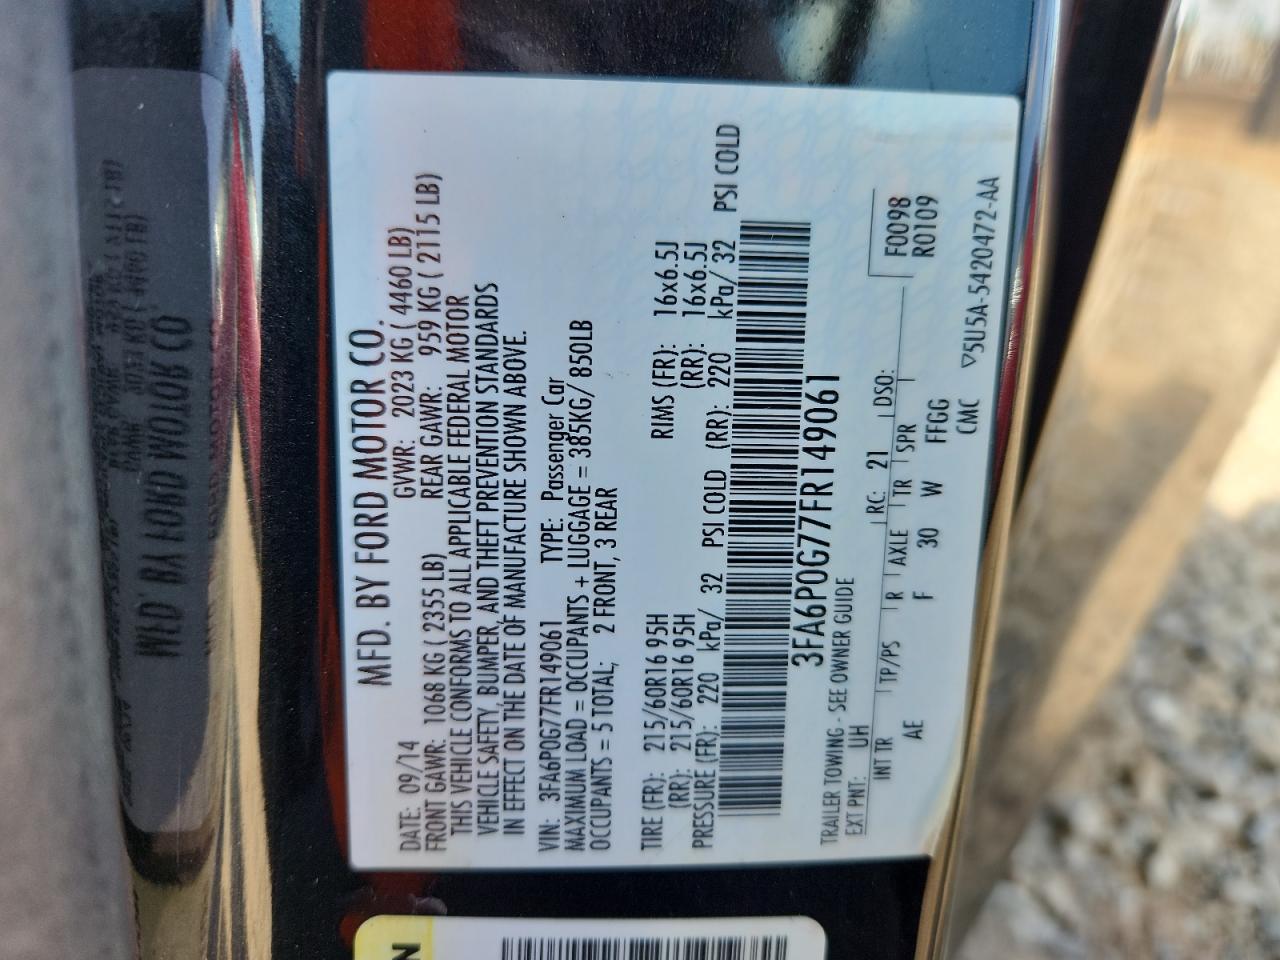 MFD. BY FORD MOTOR CO.
DATE: 09/14 GVWR: 2023 KG ( 4460 LB)
FRONT GAWR: 1068 KG ( 2355 LB) REAR GAWR: 959 KG ( 2115 LB)
THIS VEHICLE CONFORMS TO ALL APPLICABLE FEDERAL MOTOR
VEHICLE SAFETY, BUMPER, AND THEFT PREVENTION STANDARDS
IN EFFECT ON THE DATE OF MANUFACTURE SHOWN ABOVE.
VIN: 3FA6P0G77FR149061 TYPE: Passenger Car
MAXIMUM LOAD = OCCUPANTS + LUGGAGE = 385KG/ 850LB
OCCUPANTS = 5 TOTAL; 2 FRONT, 3 REAR
TIRE (FR): 215/60R16 95H RIMS (FR): 16x6.5J
(RR): 215/60R16 95H (RR): 16x6.5J
PRESSURE (FR): 220 kPa/ 32 PSI COLD (RR): 220 kPa/ 32 PSI COLD
3FA6P0G77FR149061
TRAILER TOWING - SEE OWNER GUIDE
EXT PNT: UH RC: 21 DSO: F0098
R0109
INT TR TP/PS R AXLE TR SPR
AE F 30 W FFGG
CMC ▽5U5A-5420472-AA
N